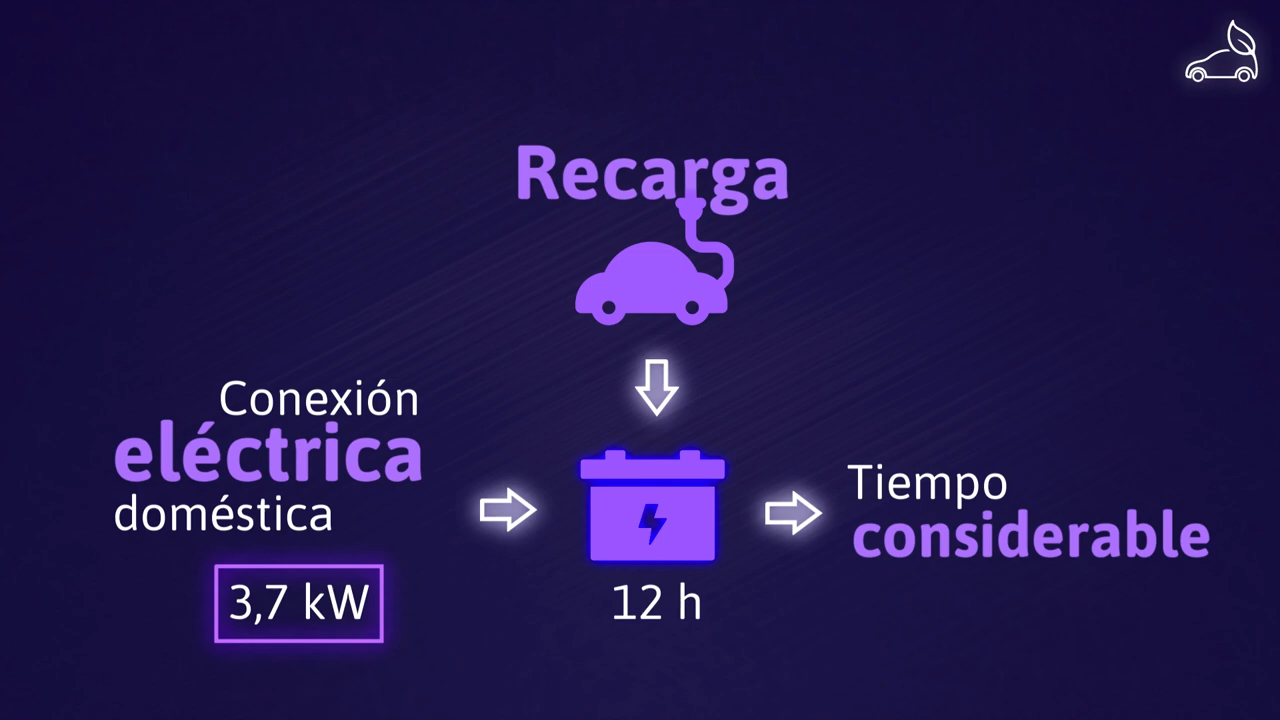 Recarga
Conexión
eléctrica
doméstica
3,7 kW
12 h
Tiempo
considerable